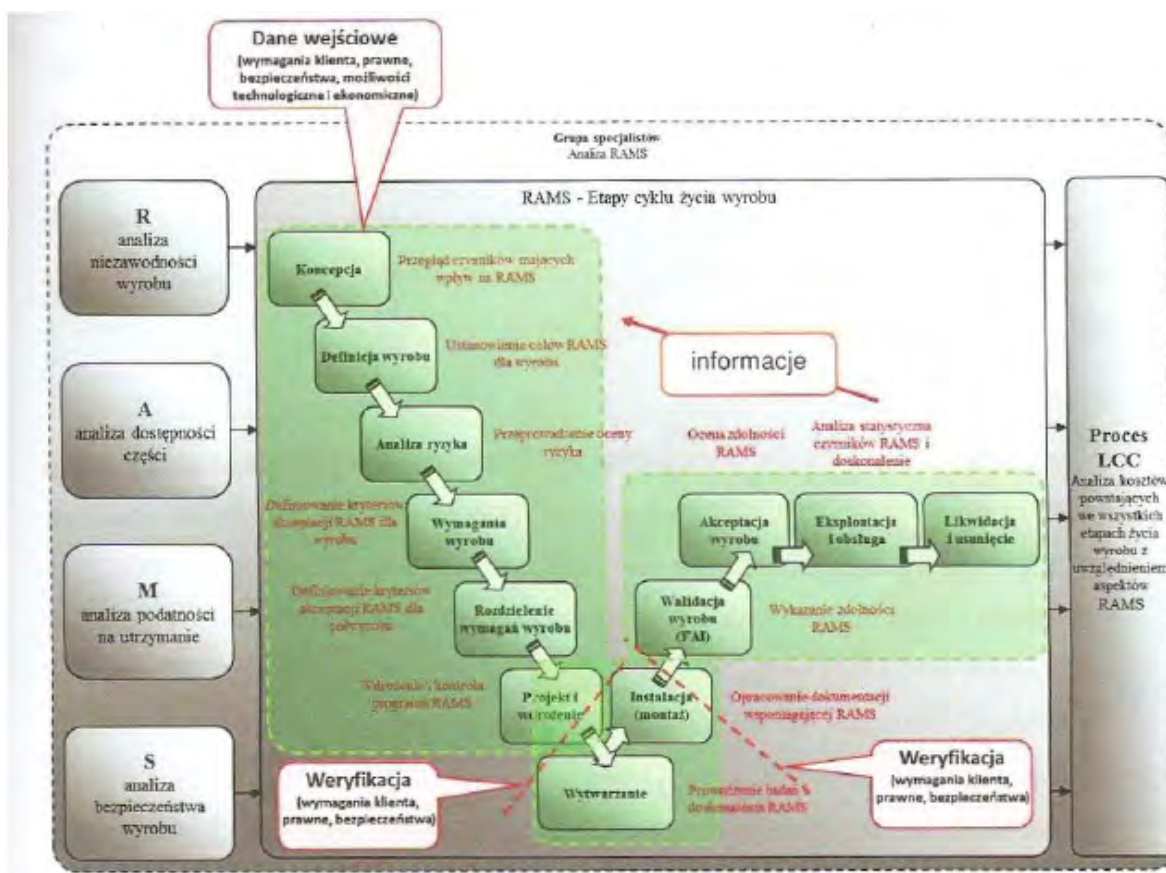 Dane wejściowe
(wymagania klienta, prawne,
bezpieczeństwa, możliwości
technologiczne i ekonomiczne)
Grupa specjalistów
Analiza RAMS
RAMS - Etapy cyklu życia wyrobu
R
analiza
niezawodności
wyrobu
A
analiza dostępności
części
M
analiza podatności
na utrzymanie
S
analiza
bezpieczeństwa
wyrobu
Koncepcja
Przegląd czynników mających
wpływ na RAMS
Definicja wyrobu
Ustanowienie celów RAMS
dla wyrobu
informacje
Analiza ryzyka
Przeprowadzanie oceny
ryzyka
Ocena zdolności
RAMS
Analiza statystyczna
czynników RAMS i
doskonalenie
Definiowanie kryteriów
akceptacji RAMS dla
wyrobu
Wymagania
wyrobu
Akceptacja
wyrobu
Eksploatacja
i obsługa
Likwidacja
i usunięcie
Definiowanie kryteriów
akceptacji RAMS dla
Rozdzielenie
wymagań wyrobu
Walidacja
wyrobu
(FAI)
Wykazanie zdolności
RAMS
Wdrożenie i kontrola
programu RAMS
Projekt i
wdrożenie
Instalacja
(montaż)
Opracowanie dokumentacji
wspomagającej RAMS
Wytwarzanie
Prowadzenie badań &
doskonalenia RAMS
Weryfikacja
(wymagania klienta,
prawne, bezpieczeństwa)
Weryfikacja
(wymagania klienta,
prawne, bezpieczeństwa)
Proces
LCC
Analiza kosztów
powstających
we wszystkich
etapach życia
wyrobu z
uwzględnieniem
aspektów
RAMS